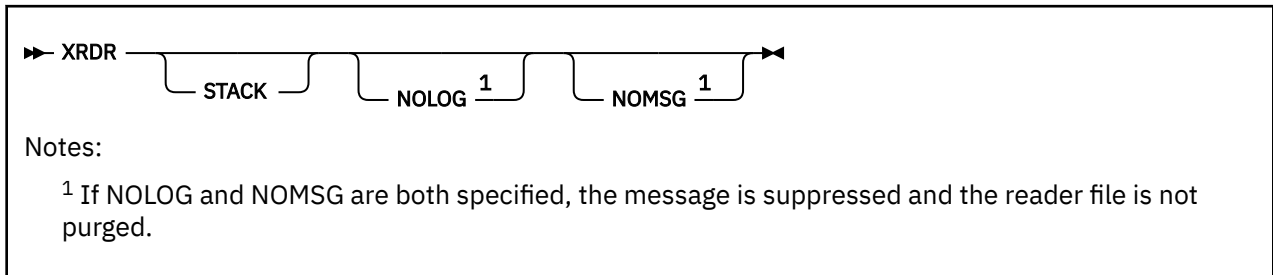 XRDR STACK NOLOG 1 NOMSG 1
Notes:
1 If NOLOG and NOMSG are both specified, the message is suppressed and the reader file is not
purged.